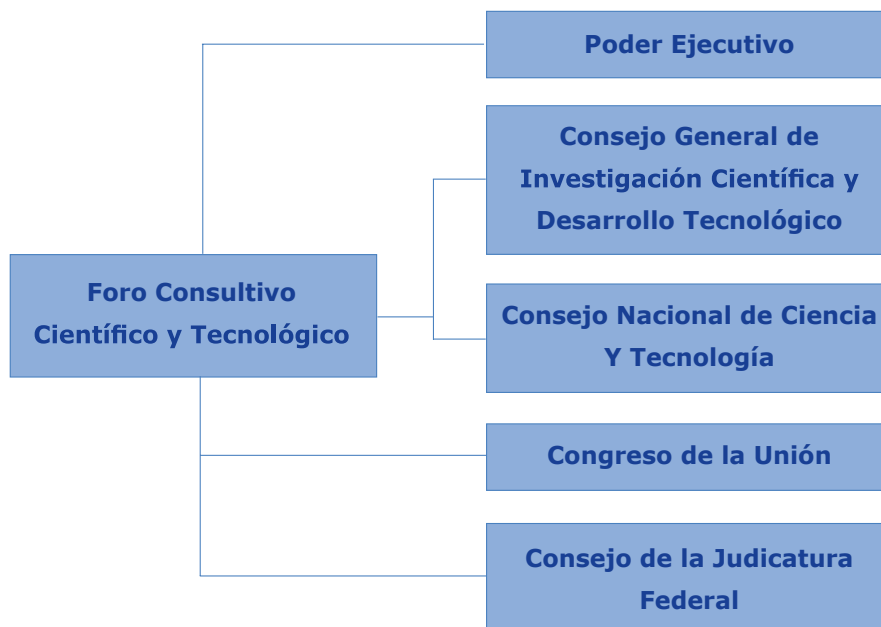 Poder Ejecutivo
Consejo General de
Investigación Científica y
Desarrollo Tecnológico
Foro Consultivo
Científico y Tecnológico
Consejo Nacional de Ciencia
Y Tecnología
Congreso de la Unión
Consejo de la Judicatura
Federal